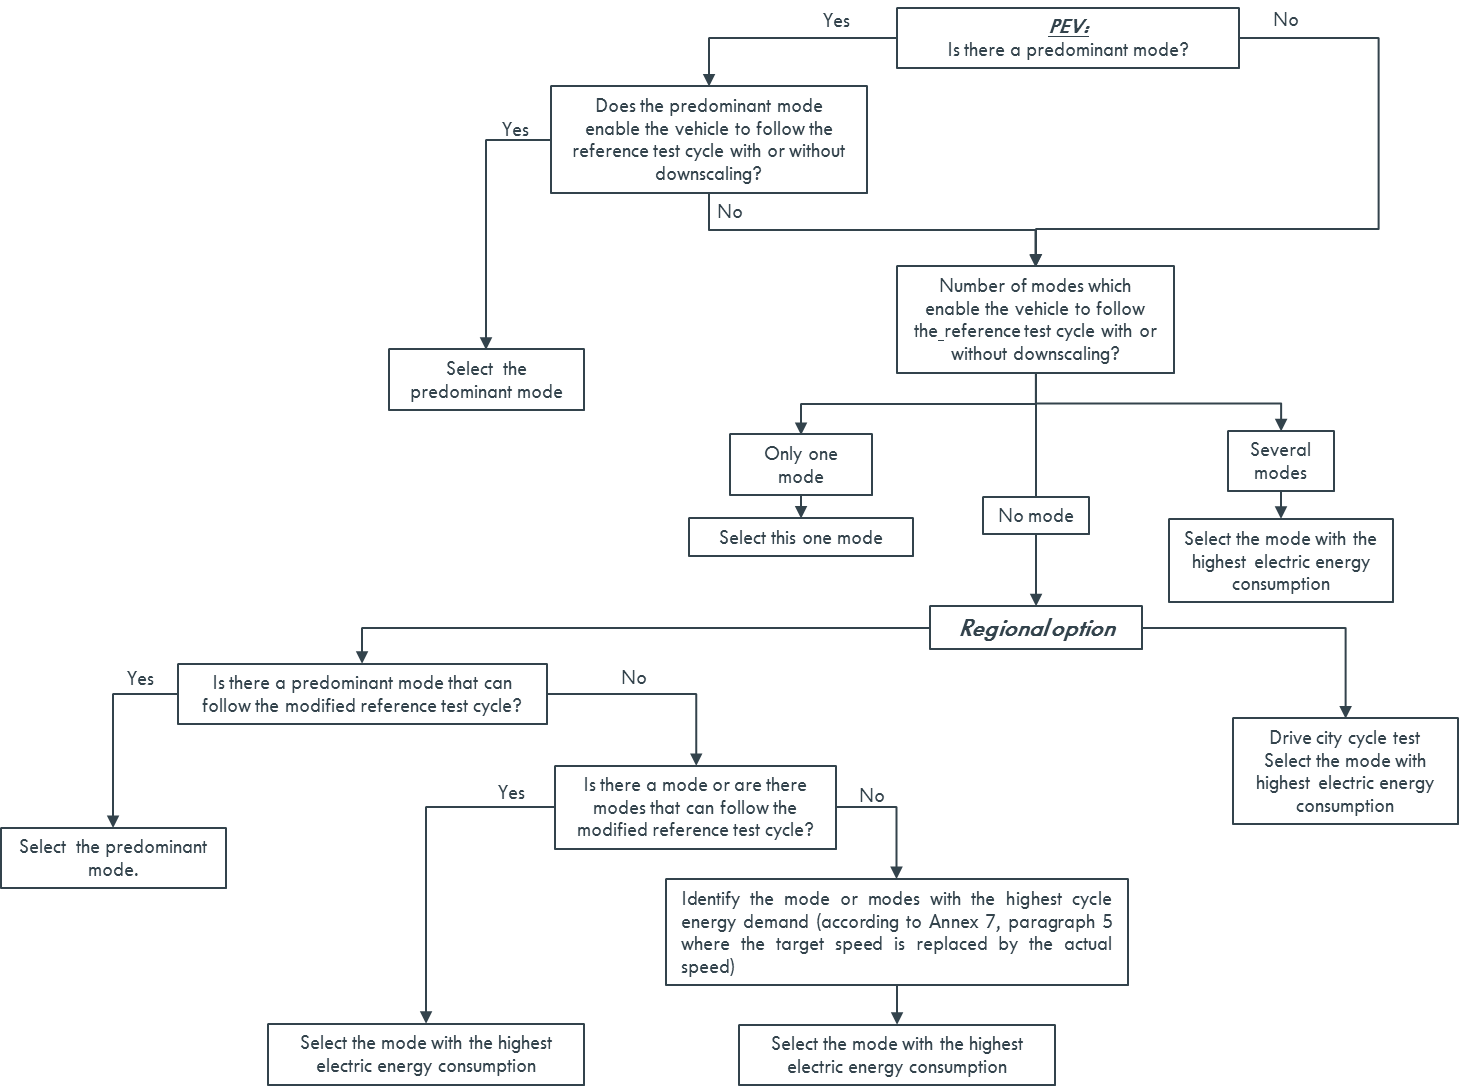 PEV:
Is there a predominant mode?
Yes
No
Does the predominant mode
enable the vehicle to follow the
reference test cycle with or without
downscaling?
Yes
No
Number of modes which
enable the vehicle to follow
the reference test cycle with or
without downscaling?
Select the
predominant mode
Only one
mode
Select this one mode
No mode
Several
modes
Select the mode with the
highest electric energy
consumption
Regional option
Is there a predominant mode that can
follow the modified reference test cycle?
Yes
No
Drive city cycle test
Select the mode with
highest electric energy
consumption
Select the predominant
mode.
Is there a mode or are there
modes that can follow the
modified reference test cycle?
Yes
No
Identify the mode or modes with the highest cycle
energy demand (according to Annex 7, paragraph 5
where the target speed is replaced by the actual
speed)
Select the mode with the highest
electric energy consumption
Select the mode with the highest
electric energy consumption